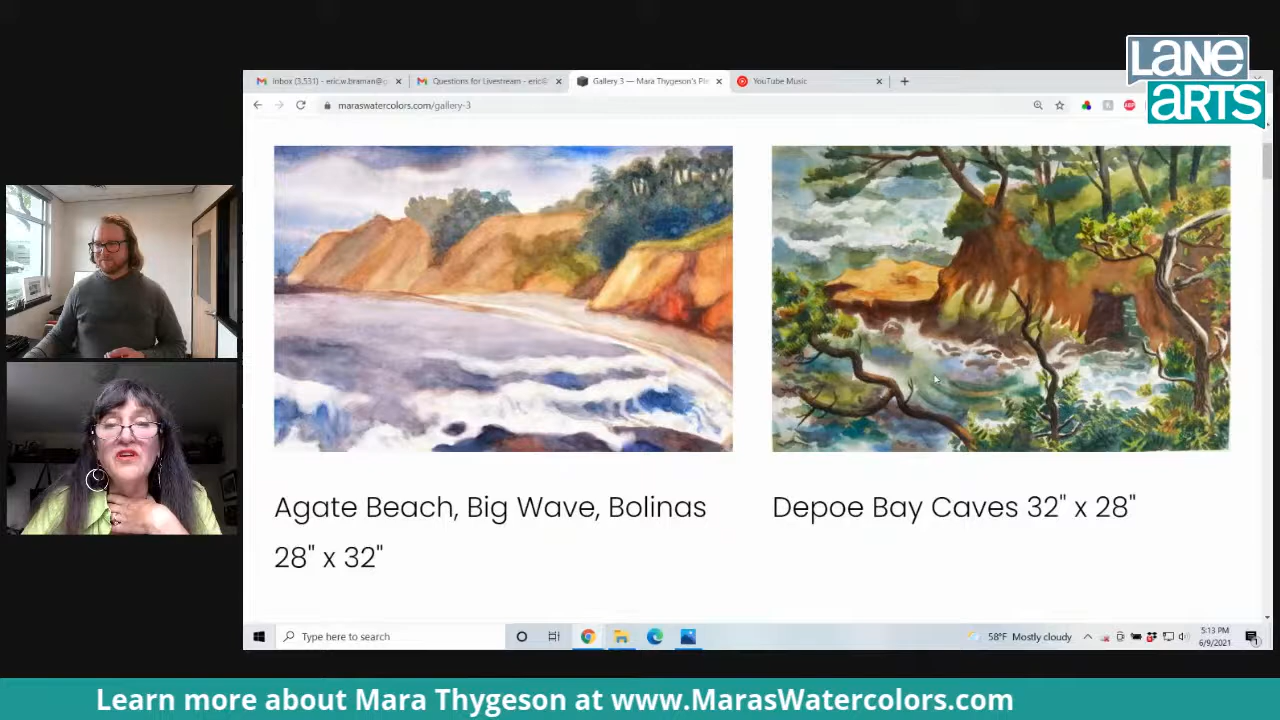 LANE
ARTS
Inbox (3,531) - eric.w.braman@g
Questions for Livestream - eric@
Gallery 3 — Mara Thygeson's Ple
YouTube Music
maraswatercolors.com/gallery-3
Agate Beach, Big Wave, Bolinas
28" x 32"
Depoe Bay Caves 32" x 28"
Type here to search
58°F Mostly cloudy
5:13 PM
6/9/2021
Learn more about Mara Thygeson at www.MarasWatercolors.com